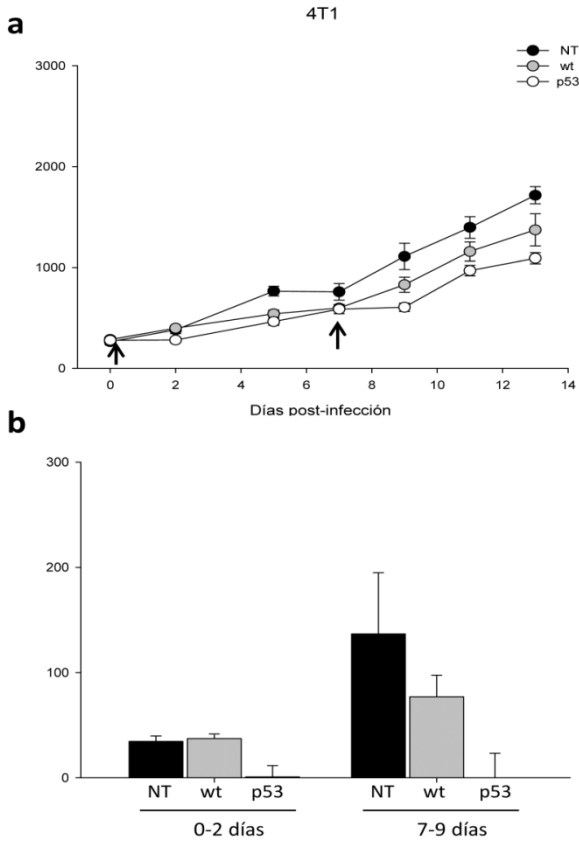 4T1
a
NT
wt
p53
3000
2000
1000
0
0 2 4 6 8 10 12 14
Días post-infección
b
300
200
100
0
NT wt p53 NT wt p53
0-2 días 7-9 días